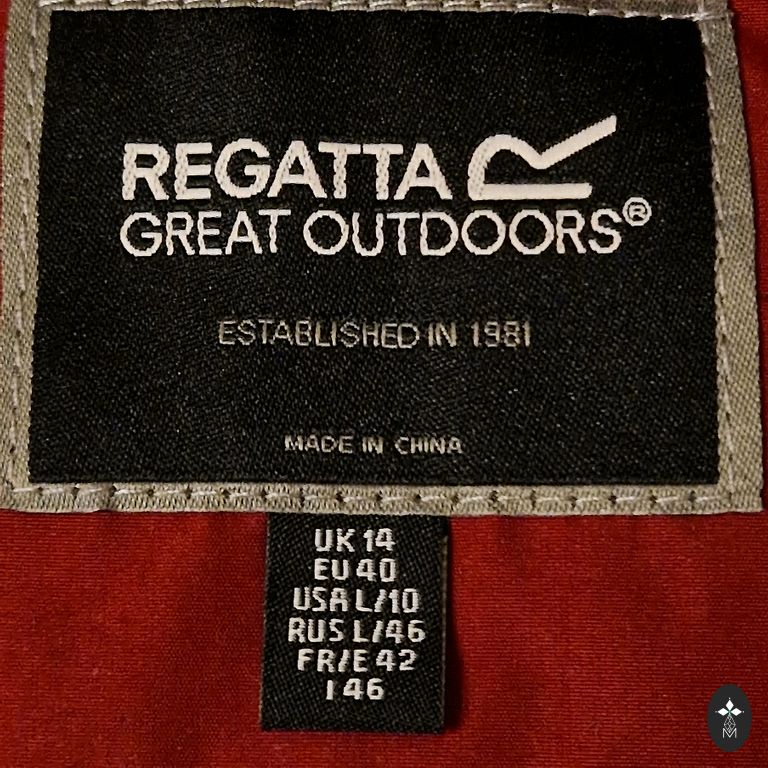 REGATTA
GREAT OUTDOORS®
ESTABLISHED IN 1981
MADE IN CHINA
UK 14
EU 40
USA L/10
RUS L/46
FR/E 42
I 46
M